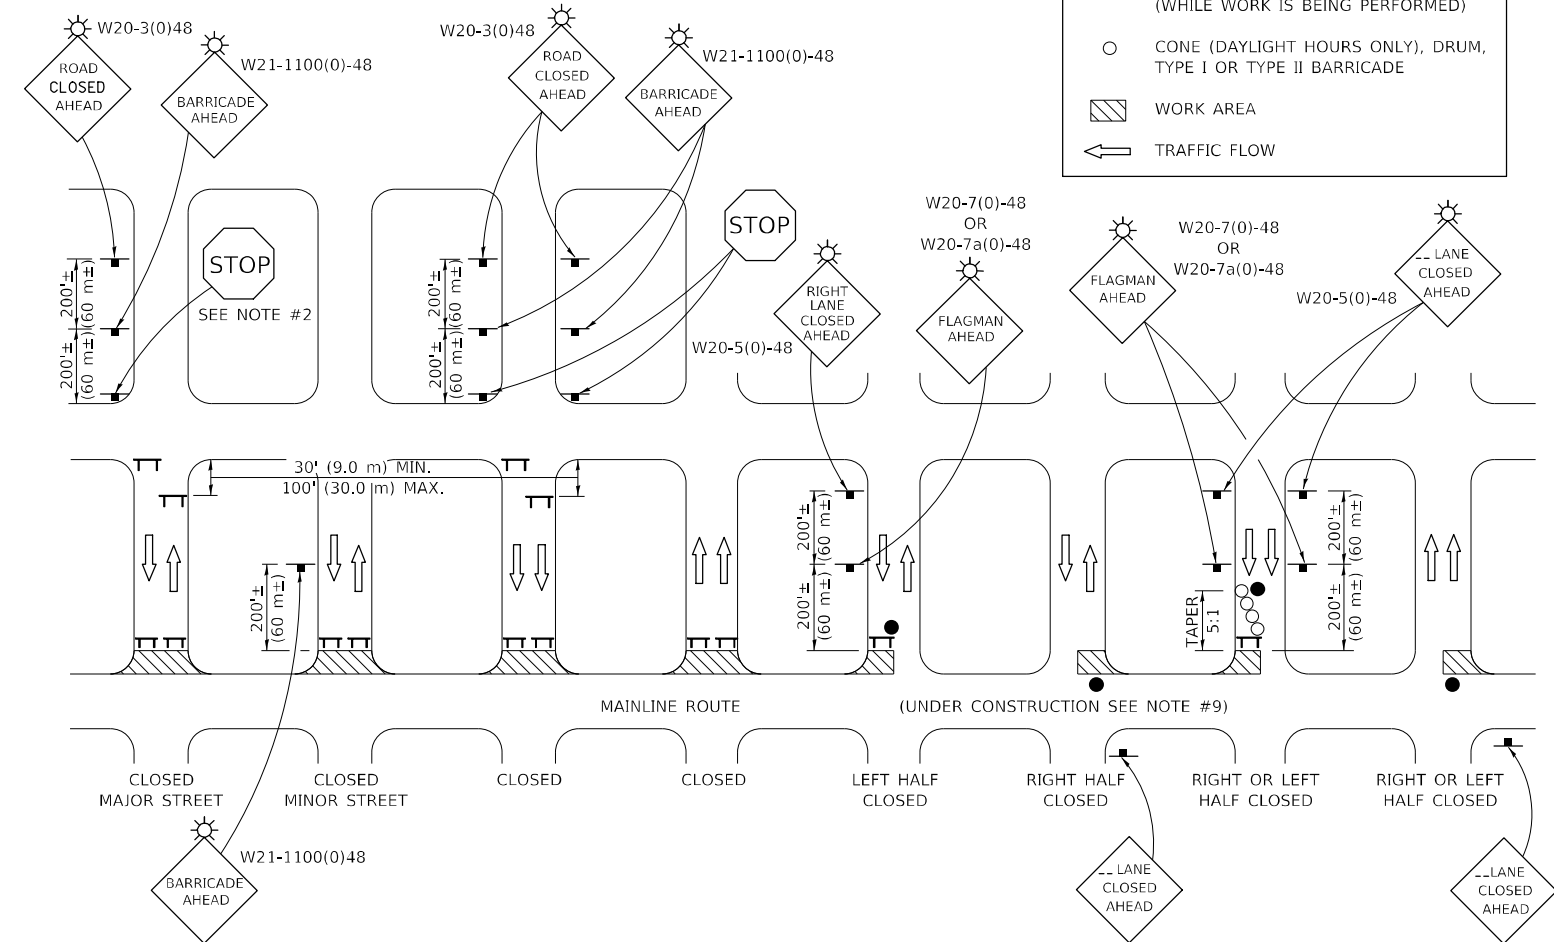 (WHILE WORK IS BEING PERFORMED)
CONE (DAYLIGHT HOURS ONLY), DRUM,
TYPE I OR TYPE II BARRICADE
WORK AREA
TRAFFIC FLOW
W20-3(0)48
ROAD
CLOSED
AHEAD
W21-1100(0)-48
BARRICADE
AHEAD
W20-3(0)48
ROAD
CLOSED
AHEAD
W21-1100(0)-48
BARRICADE
AHEAD
STOP
SEE NOTE #2
STOP
W20-5(0)-48
RIGHT
LANE
CLOSED
AHEAD
W20-7(0)-48
OR
W20-7a(0)-48
FLAGMAN
AHEAD
FLAGMAN
AHEAD
W20-7(0)-48
OR
W20-7a(0)-48
W20-5(0)-48
-- LANE
CLOSED
AHEAD
200'±
(60 m±)
200'±
(60 m±)
200'±
(60 m±)
200'±
(60 m±)
30' (9.0 m) MIN.
100' (30.0 m) MAX.
200'±
(60 m±)
200'±
(60 m±)
200'±
(60 m±)
TAPER
5:1
200'±
(60 m±)
200'±
(60 m±)
MAINLINE ROUTE
(UNDER CONSTRUCTION SEE NOTE #9)
CLOSED
MAJOR STREET
CLOSED
MINOR STREET
CLOSED
CLOSED
LEFT HALF
CLOSED
RIGHT HALF
CLOSED
RIGHT OR LEFT
HALF CLOSED
RIGHT OR LEFT
HALF CLOSED
W21-1100(0)48
BARRICADE
AHEAD
-- LANE
CLOSED
AHEAD
--LANE
CLOSED
AHEAD